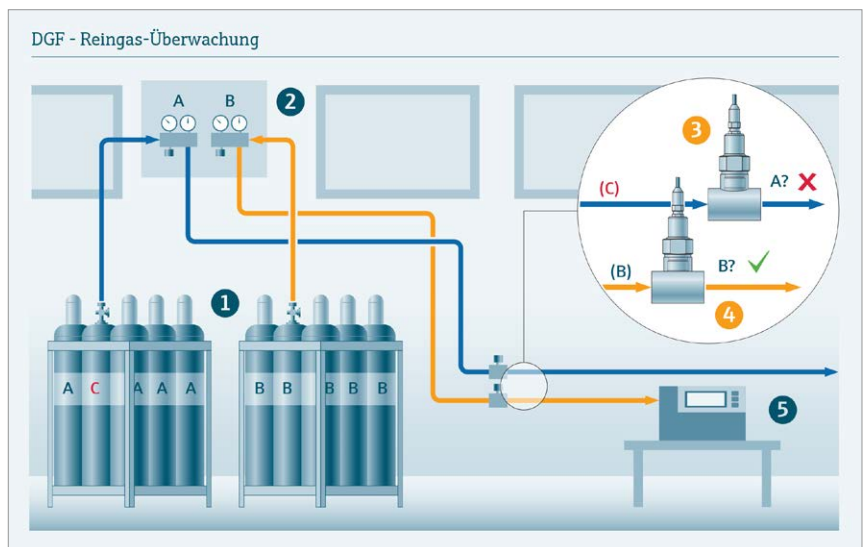 DGF - Reingas-Überwachung
A B 2
3
(C) A? X
(B) B?
4
1
A C A A A
B B B B B
5